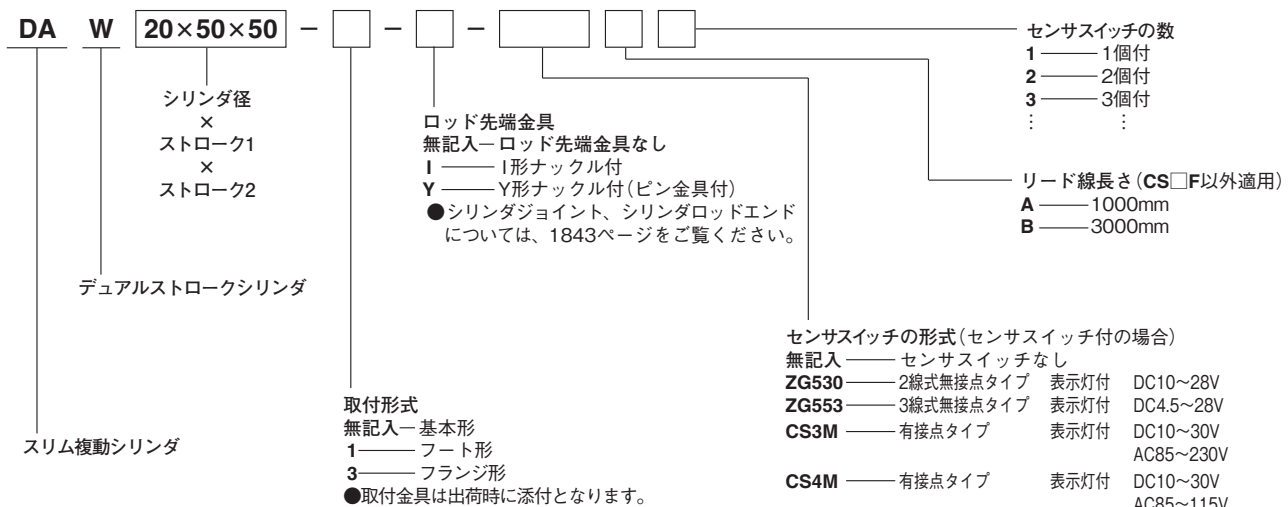 DA W 20×50×50 − □ − □ − □ □ □
シリンダ径
×
ストローク1
×
ストローク2
デュアルストロークシリンダ
スリム複動シリンダ
取付形式
無記入─基本形
1───フート形
3───フランジ形
●取付金具は出荷時に添付となります。
ロッド先端金具
無記入─ロッド先端金具なし
I ─── I形ナックル付
Y ─── Y形ナックル付(ピン金具付)
●シリンダジョイント、シリンダロッドエンド
については、1843ページをご覧ください。
センサスイッチの形式(センサスイッチ付の場合)
無記入 ─── センサスイッチなし
ZG530 ─── 2線式無接点タイプ 表示灯付 DC10~28V
ZG553 ─── 3線式無接点タイプ 表示灯付 DC4.5~28V
CS3M ─── 有接点タイプ 表示灯付 DC10~30V
AC85~230V
CS4M ─── 有接点タイプ 表示灯付 DC10~30V
AC85~115V
リード線長さ(CS□F以外適用)
A ─── 1000mm
B ─── 3000mm
センサスイッチの数
1 ─── 1個付
2 ─── 2個付
3 ─── 3個付
⋮ ⋮